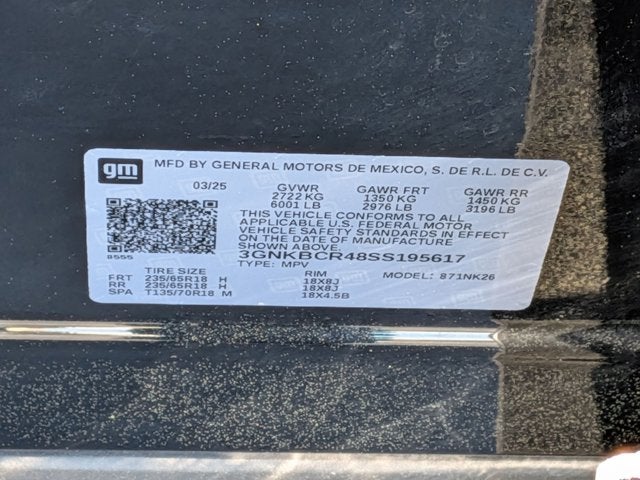 gm MFD BY GENERAL MOTORS DE MEXICO, S. DE R.L. DE C.V.
03/25 GVWR GAWR FRT GAWR RR
2722 KG 1350 KG 1450 KG
6001 LB 2976 LB 3196 LB
THIS VEHICLE CONFORMS TO ALL
APPLICABLE U.S. FEDERAL MOTOR
VEHICLE SAFETY STANDARDS IN EFFECT
ON THE DATE OF MANUFACTURE
SHOWN ABOVE.
8555 3GNKBCR48SS195617
TYPE: MPV MODEL: 871NK26
TIRE SIZE RIM
FRT 235/65R18 H 18X8J
RR 235/65R18 H 18X8J
SPA T135/70R18 M 18X4.5B